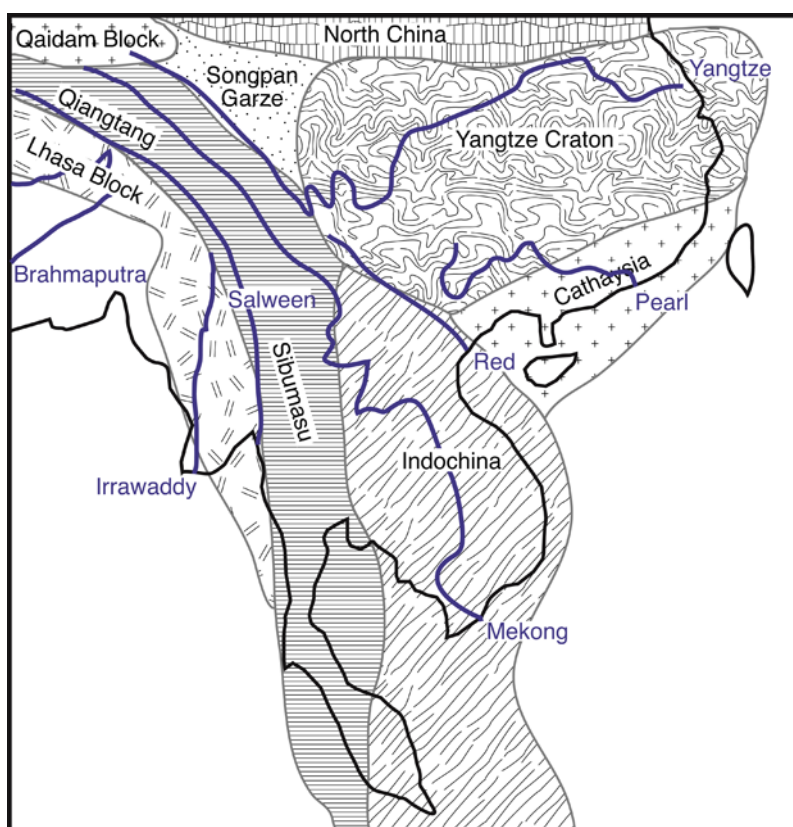 North China
Qaidam Block
Songpan
Garze
Yangtze
Qiangtang
Yangtze Craton
Lhasa Block
Brahmaputra
Salween
Cathaysia
Pearl
Sibumasu
Red
Indochina
Irrawaddy
Mekong